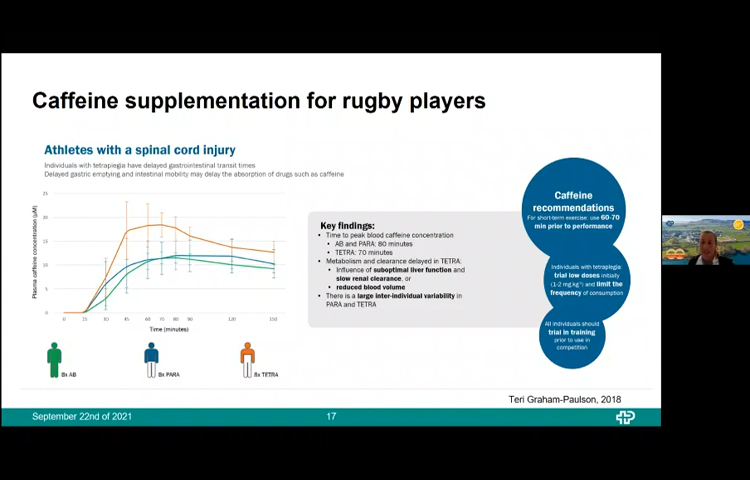 Caffeine supplementation for rugby players
Athletes with a spinal cord injury
Individuals with tetraplegia have delayed gastrointestinal transit times
Delayed gastric emptying and intestinal mobility may delay the absorption of drugs such as caffeine
Plasma caffeine concentration (μM)
25
20
15
10
5
0
0 15 30 45 60 70 80 90 120 150
Time (minutes)
8x AB
8x PARA
8x TETRA
Key findings:
• Time to peak blood caffeine concentration
• AB and PARA: 80 minutes
• TETRA: 70 minutes
• Metabolism and clearance delayed in TETRA:
• Influence of suboptimal liver function and
slow renal clearance, or
• reduced blood volume
• There is a large inter-individual variability in
PARA and TETRA
Caffeine
recommendations
For short-term exercise: use 60-70
min prior to performance
Individuals with tetraplegia
trial low doses initially
(1-2 mg.kg⁻¹) and limit the
frequency of consumption
All individuals should
trial in training
prior to use in
competition
Teri Graham-Paulson, 2018
September 22nd of 2021
17